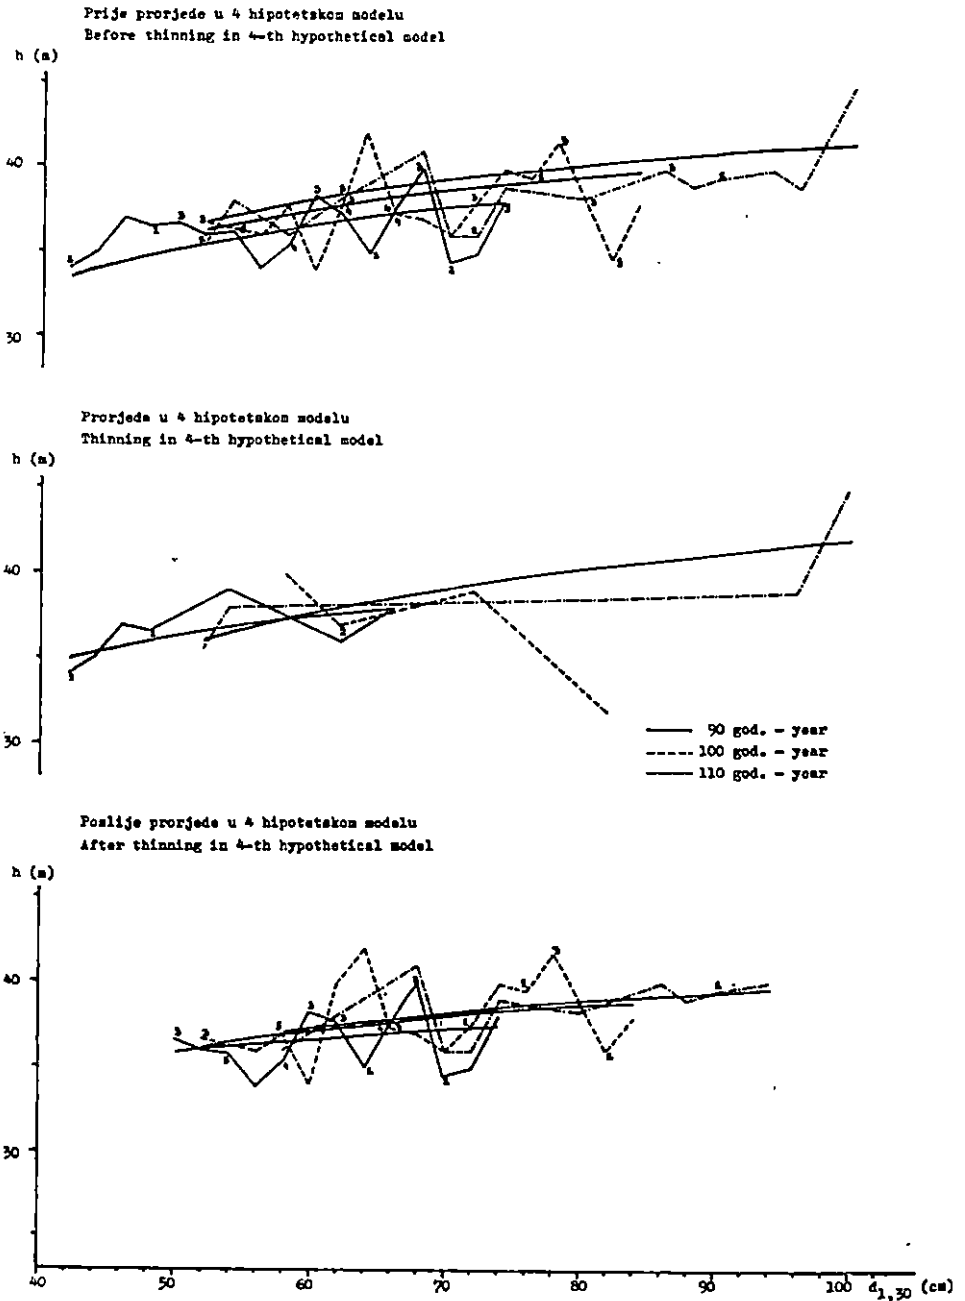 Prije prorjede u 4 hipotetskom modelu
Before thinning in 4-th hypothetical model
h (m)
40
30
Prorjede u 4 hipotetskom modelu
Thinning in 4-th hypothetical model
h (m)
40
30
90 god. - year
100 god. - year
110 god. - year
Poslije prorjede u 4 hipotetskom modelu
After thinning in 4-th hypothetical model
h (m)
40
30
40 50 60 70 80 90 100 d1,30 (cm)